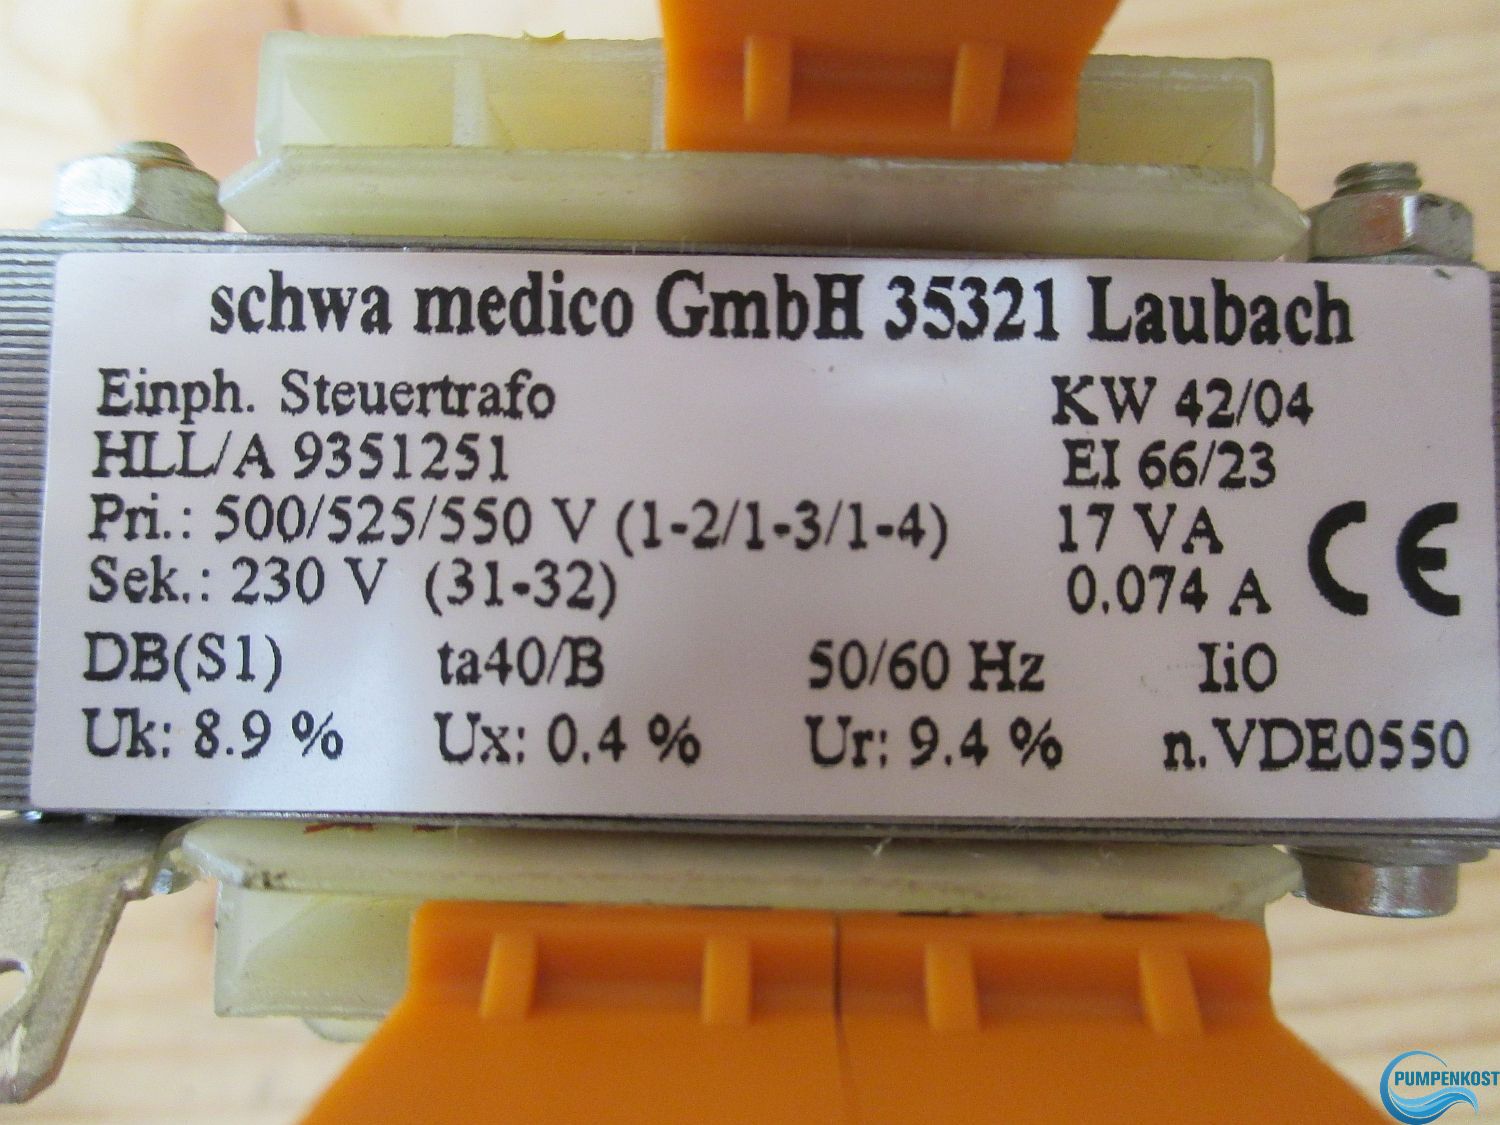 schwa medico GmbH 35321 Laubach
Einph. Steuertrafo KW 42/04
HLL/A 9351251 EI 66/23
Pri.: 500/525/550 V (1-2/1-3/1-4) 17 VA
Sek.: 230 V (31-32) 0.074 A CE
DB(S1) ta40/B 50/60 Hz Ii0
Uk: 8.9 % Ux: 0.4 % Ur: 9.4 % n.VDE0550
PUMPENKOST